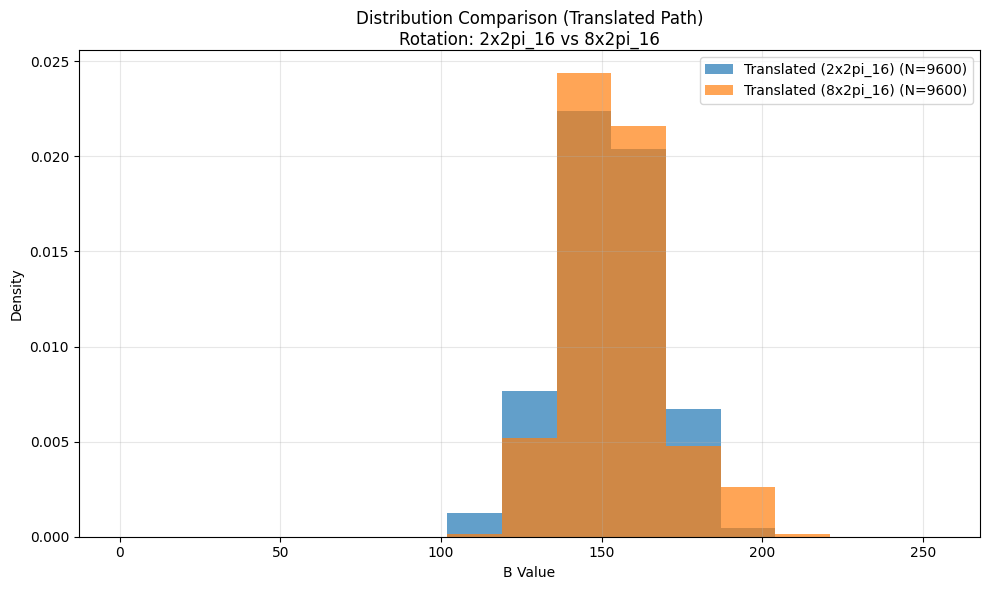 Distribution Comparison (Translated Path)
Rotation: 2x2pi_16 vs 8x2pi_16
Translated (2x2pi_16) (N=9600)
Translated (8x2pi_16) (N=9600)
Density
0.025
0.020
0.015
0.010
0.005
0.000
0 50 100 150 200 250
B Value